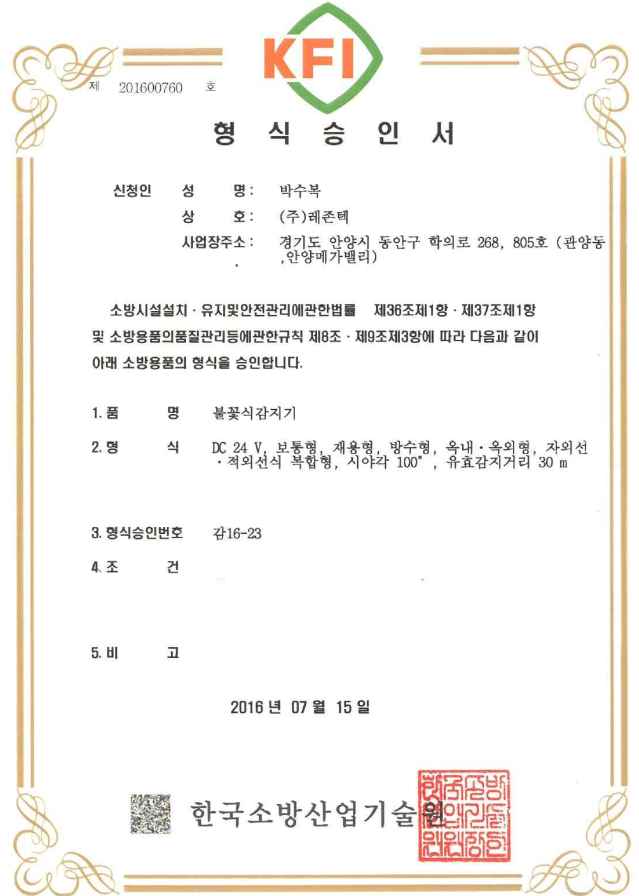 KFI
제 201600760 호
형 식 승 인 서
신청인 성 명 : 박수복
상 호 : (주)레존텍
사업장주소 : 경기도 안양시 동안구 학의로 268, 805호 (관양동
,안양메가밸리)
소방시설설치·유지및안전관리에관한법률 제36조제1항·제37조제1항
및 소방용품의품질관리등에관한규칙 제8조·제9조제3항에 따라 다음과 같이
아래 소방용품의 형식을 승인합니다.
1. 품 명 불꽃식감지기
2. 형 식 DC 24 V, 보통형, 재용형, 방수형, 옥내·옥외형, 자외선
·적외선식 복합형, 시야각 100°, 유효감지거리 30 m
3. 형식승인번호 감16-23
4. 조 건
5. 비 고
2016 년 07 월 15 일
한국소방산업기술원